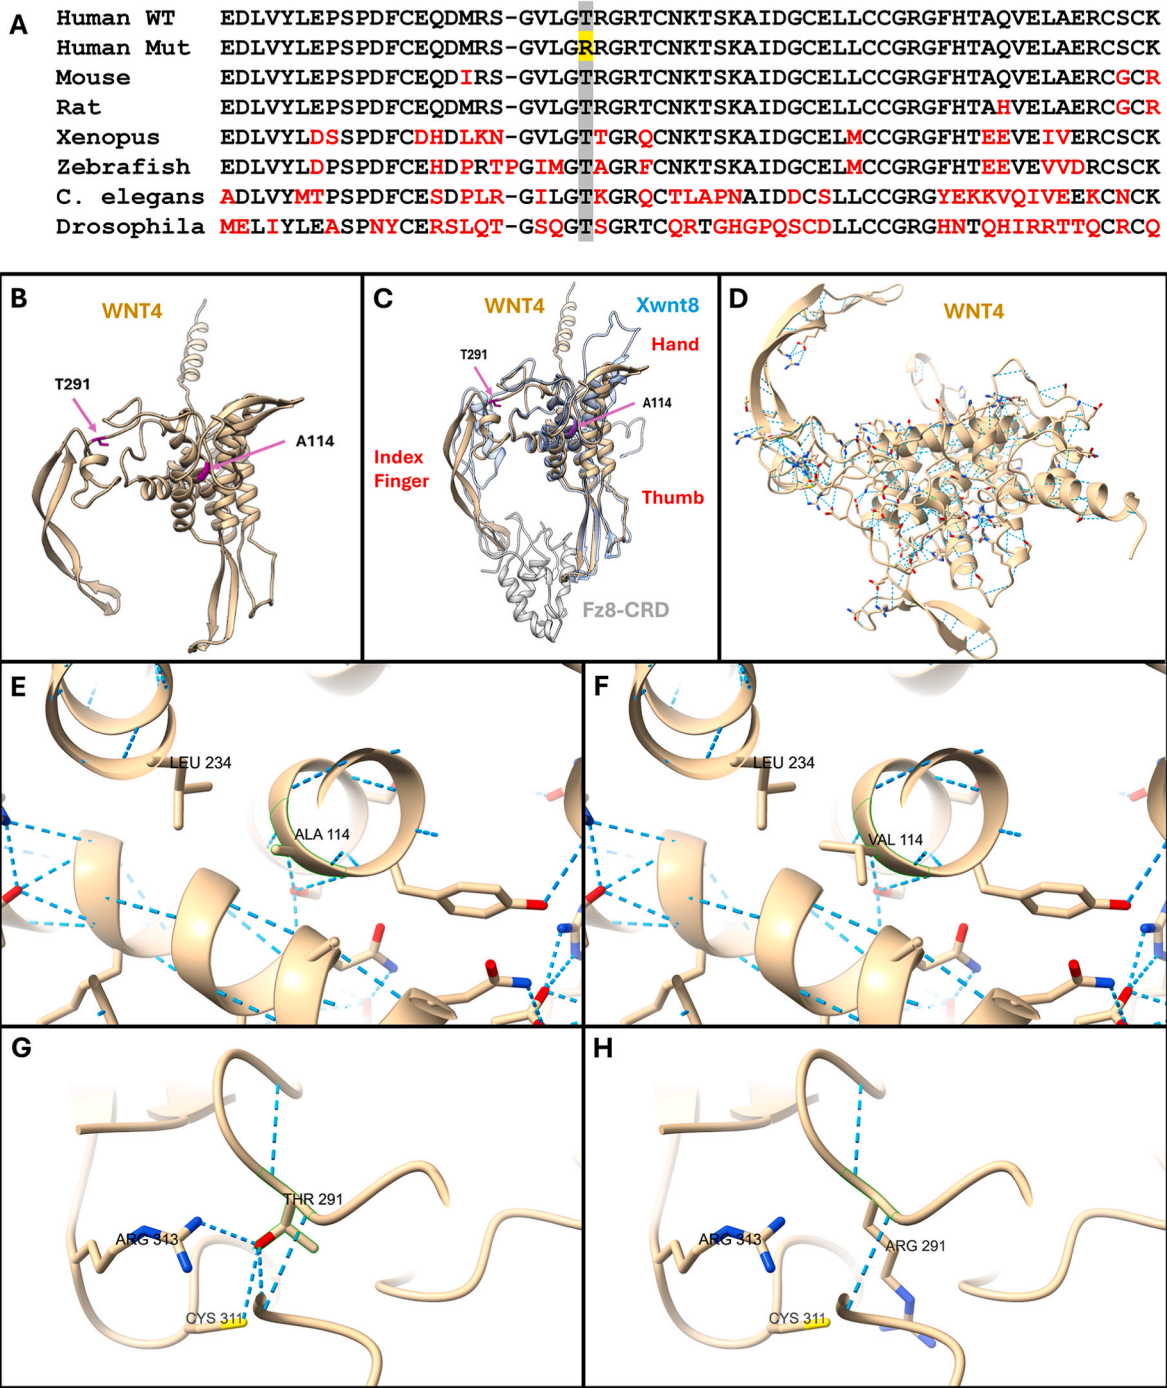 A
Human WT EDLVYLEPSPDFCEQDMRS-GVLGTRGRTCNKTSKAIDGCELLCCGRGFHTAQVELAERCSCK
Human Mut EDLVYLEPSPDFCEQDMRS-GVLGRRGRTCNKTSKAIDGCELLCCGRGFHTAQVELAERCSCK
Mouse EDLVYLEPSPDFCEQDIRS-GVLGTRGRTCNKTSKAIDGCELLCCGRGFHTAQVELAERCGCR
Rat EDLVYLEPSPDFCEQDMRS-GVLGTRGRTCNKTSKAIDGCELLCCGRGFHTAHVELAERCGCR
Xenopus EDLVYLDSSPDFCDHDLKN-GVLGTTGRQCNKTSKAIDGCELMCCGRGFHTEEVEIVERCSCK
Zebrafish EDLVYLDPSPDFCEHDPRTPGIMGTAGRFCNKTSKAIDGCELMCCGRGFHTEEVEVVDRCSCK
C. elegans ADLVYMTPSPDFCESDPLR-GILGTKGRQCTLAPNAIDDCSLLCCGRGYEKKVQIVEEKCNCK
Drosophila MELIYLEASPNYCERSLQT-GSQGTSGRTCQRTGHGPQSCDLLCCGRGHNTQHIRRTTQCRCQ
B
WNT4
T291
A114
C
WNT4
Xwnt8
Hand
T291
A114
Index
Finger
Thumb
Fz8-CRD
D
WNT4
E
LEU 234
ALA 114
F
LEU 234
VAL 114
G
THR 291
ARG 313
CYS 311
H
ARG 313
ARG 291
CYS 311